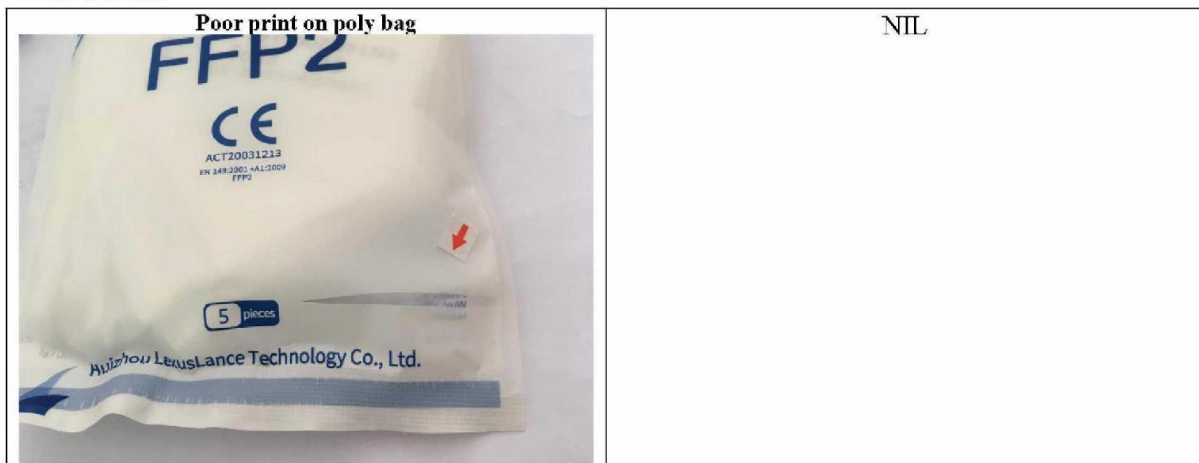 Poor print on poly bag
NIL
FFP2
CE
ACT20031213
EN 149:2001 +A1:2009
FFP2
5 pieces
Huizhou LexusLance Technology Co., Ltd.